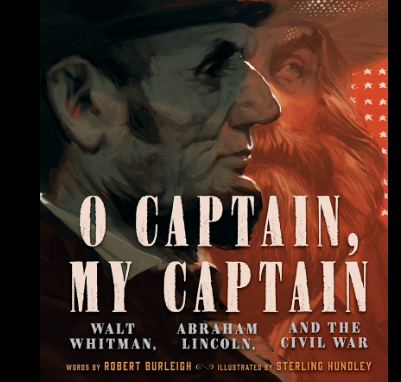 O CAPTAIN,
MY CAPTAIN
WALT ABRAHAM AND THE
WHITMAN, LINCOLN, CIVIL WAR
WORDS BY ROBERT BURLEIGH ILLUSTRATED BY STERLING HUNDLEY